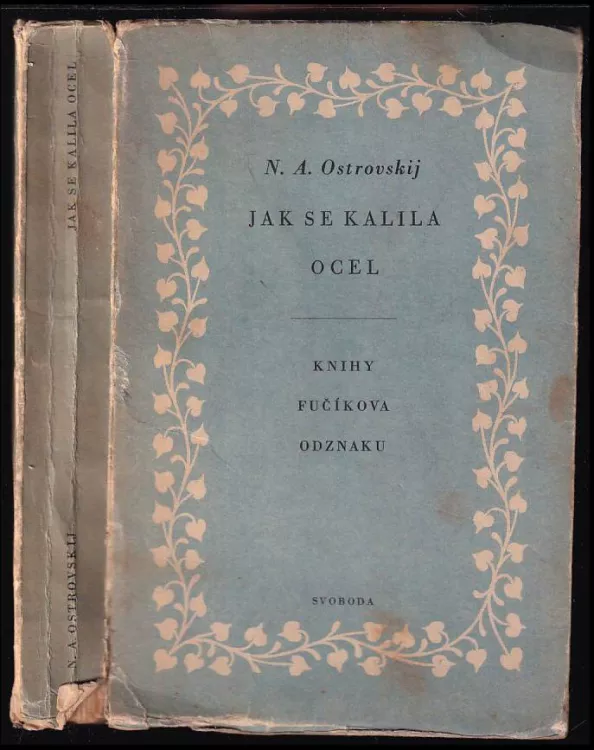 JAK SE KALILA OCEL
N. A. OSTROVSKIJ
N. A. Ostrovskij
JAK SE KALILA
OCEL
KNIHY
FUČÍKOVA
ODZNAKU
SVOBODA